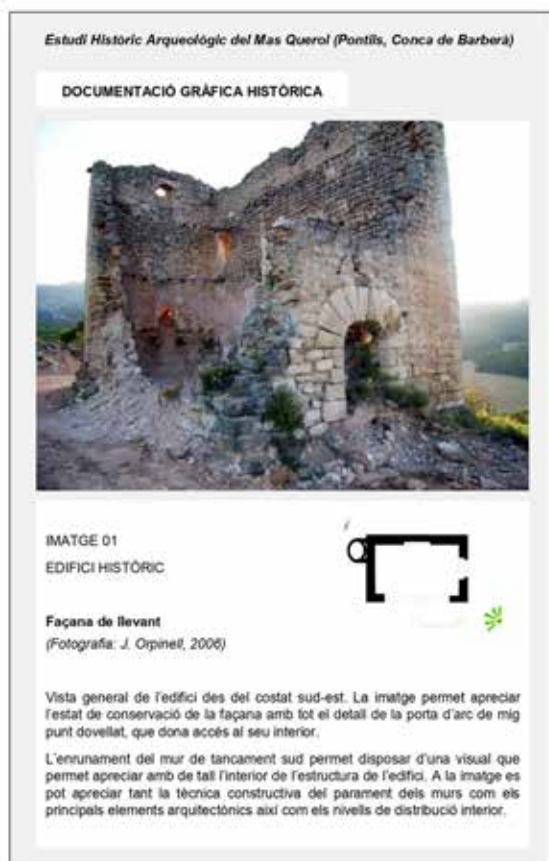 Estudi Històric Arqueològic del Mas Querol (Pontils, Conca de Barberà)
DOCUMENTACIÓ GRÀFICA HISTÒRICA
IMATGE 01
EDIFICI HISTÒRIC
Façana de llevant
(Fotografia: J. Orpinell, 2006)
Vista general de l'edifici des del costat sud-est. La imatge permet apreciar
l'estat de conservació de la façana amb tot el detall de la porta d'arc de mig
punt dovellat, que dona accés al seu interior.
L'enrunament del mur de tancament sud permet disposar d'una visual que
permet apreciar amb de tall l'interior de l'estructura de l'edifici. A la imatge es
pot apreciar tant la tècnica constructiva del parament dels murs com els
principals elements arquitectònics així com els nivells de distribució interior.